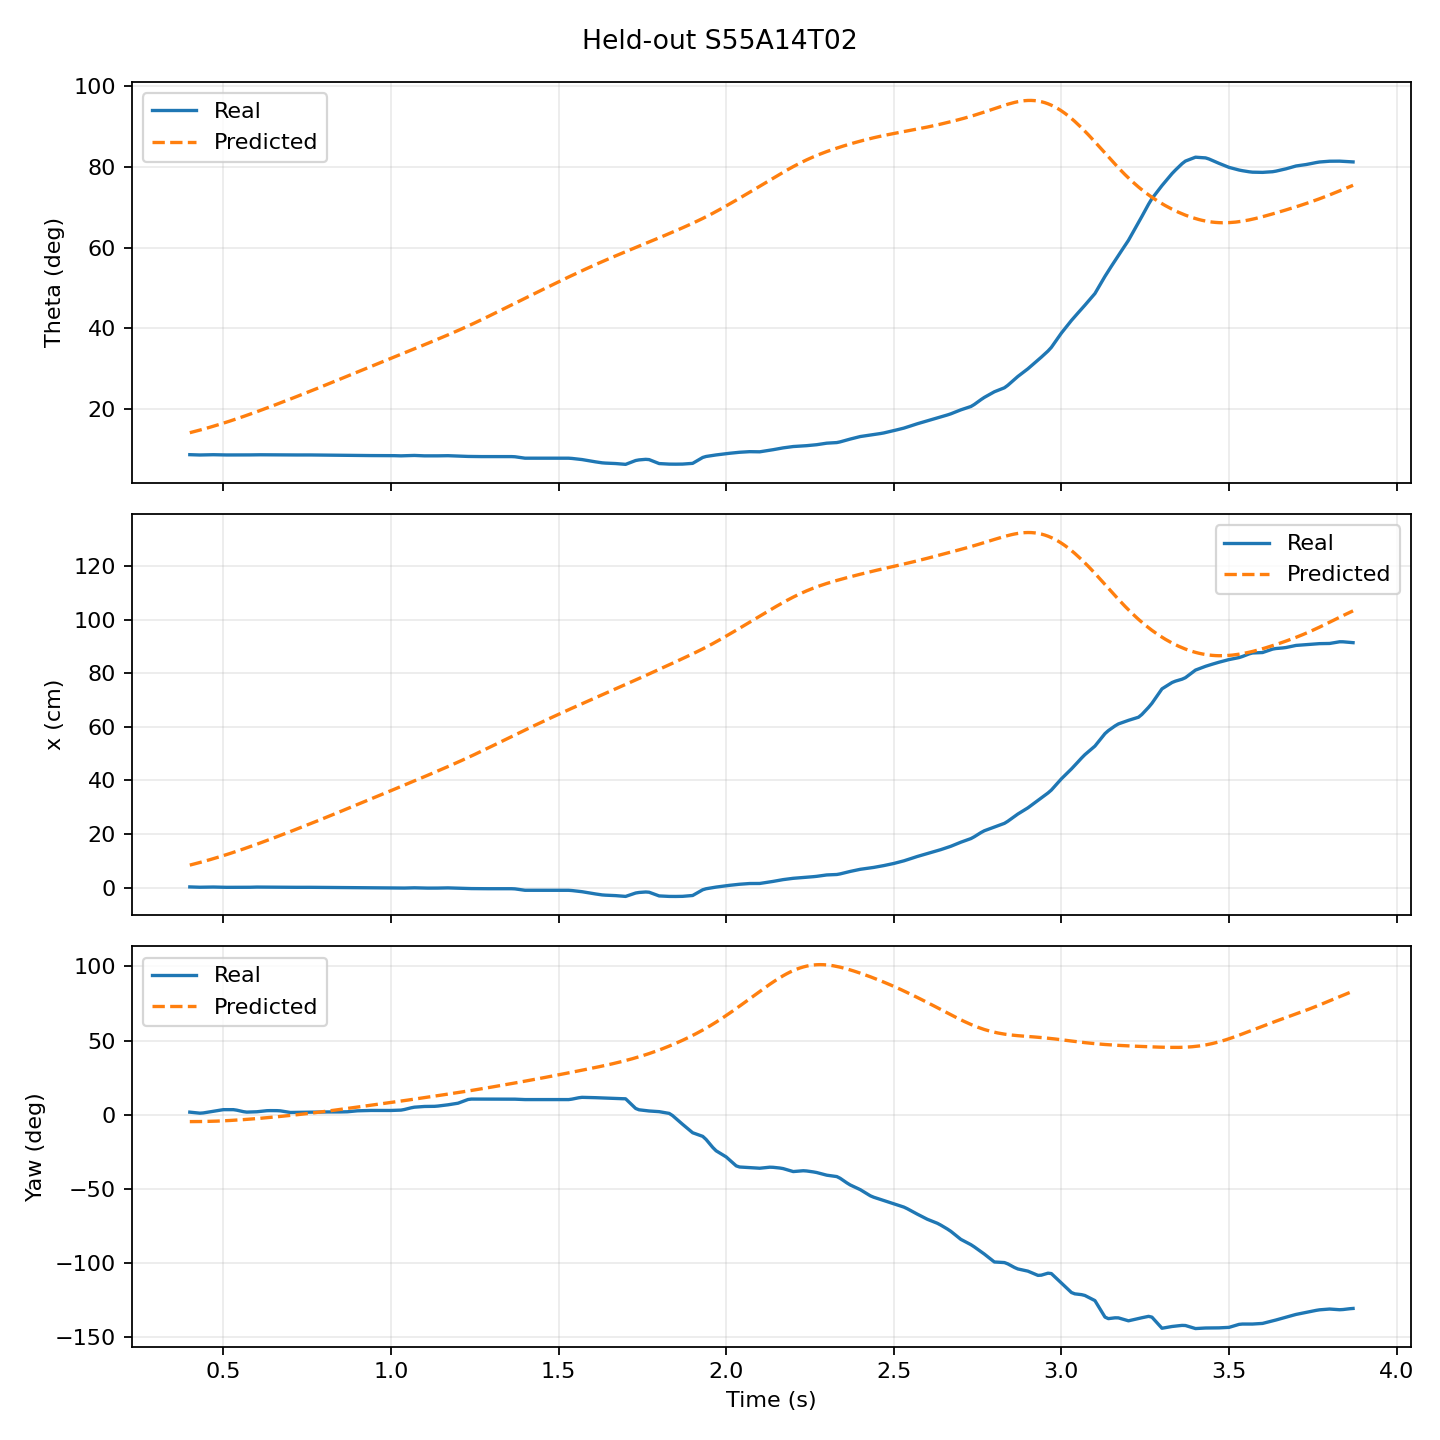 Held-out S55A14T02
Theta (deg)
100
80
60
40
20
Real
Predicted
x (cm)
120
100
80
60
40
20
0
Real
Predicted
Yaw (deg)
100
50
0
−50
−100
−150
Real
Predicted
0.5 1.0 1.5 2.0 2.5 3.0 3.5 4.0
Time (s)